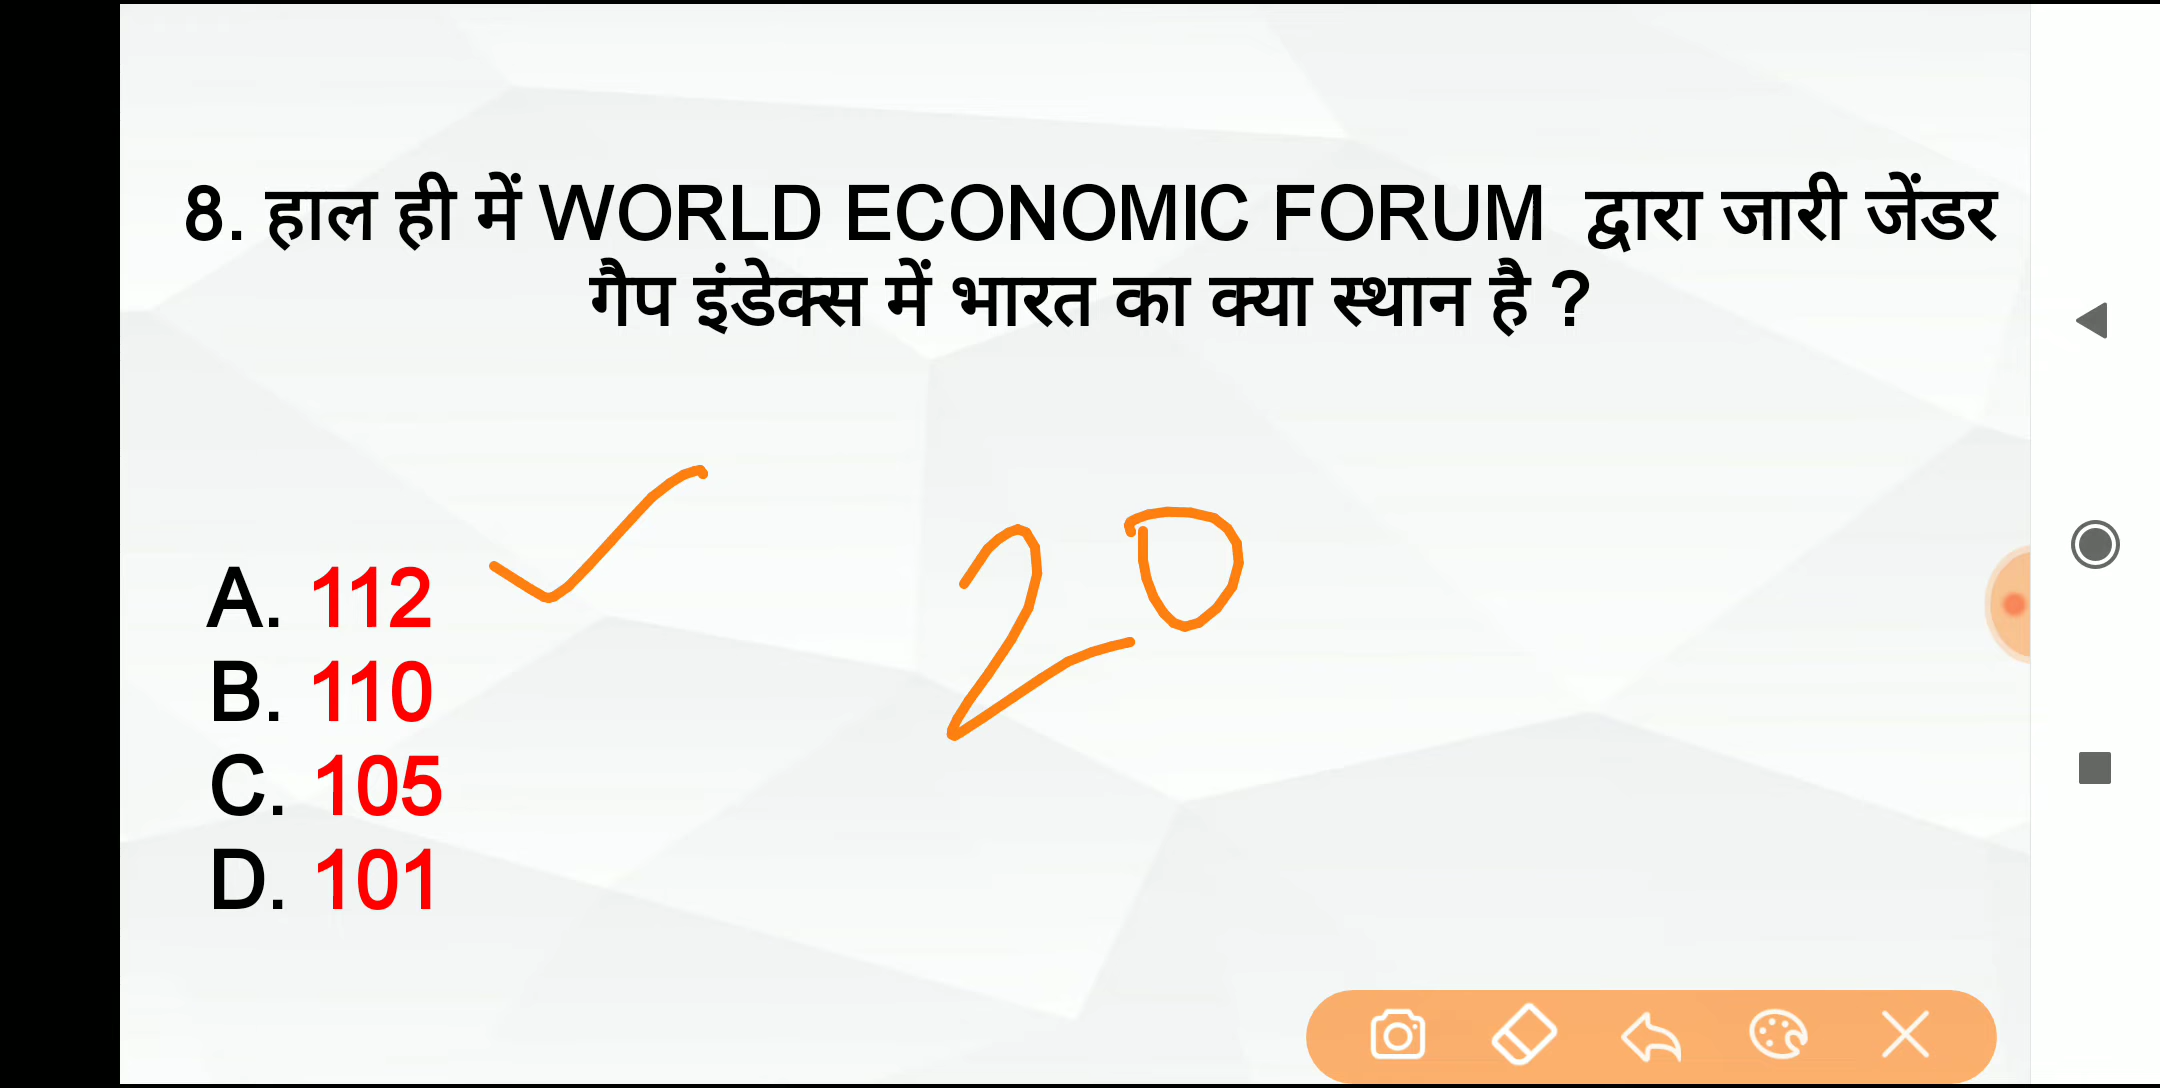 8. हाल ही में WORLD ECONOMIC FORUM द्वारा जारी जेंडर
गैप इंडेक्स में भारत का क्या स्थान है ?
A. 112
20
B. 110
C. 105
D. 101